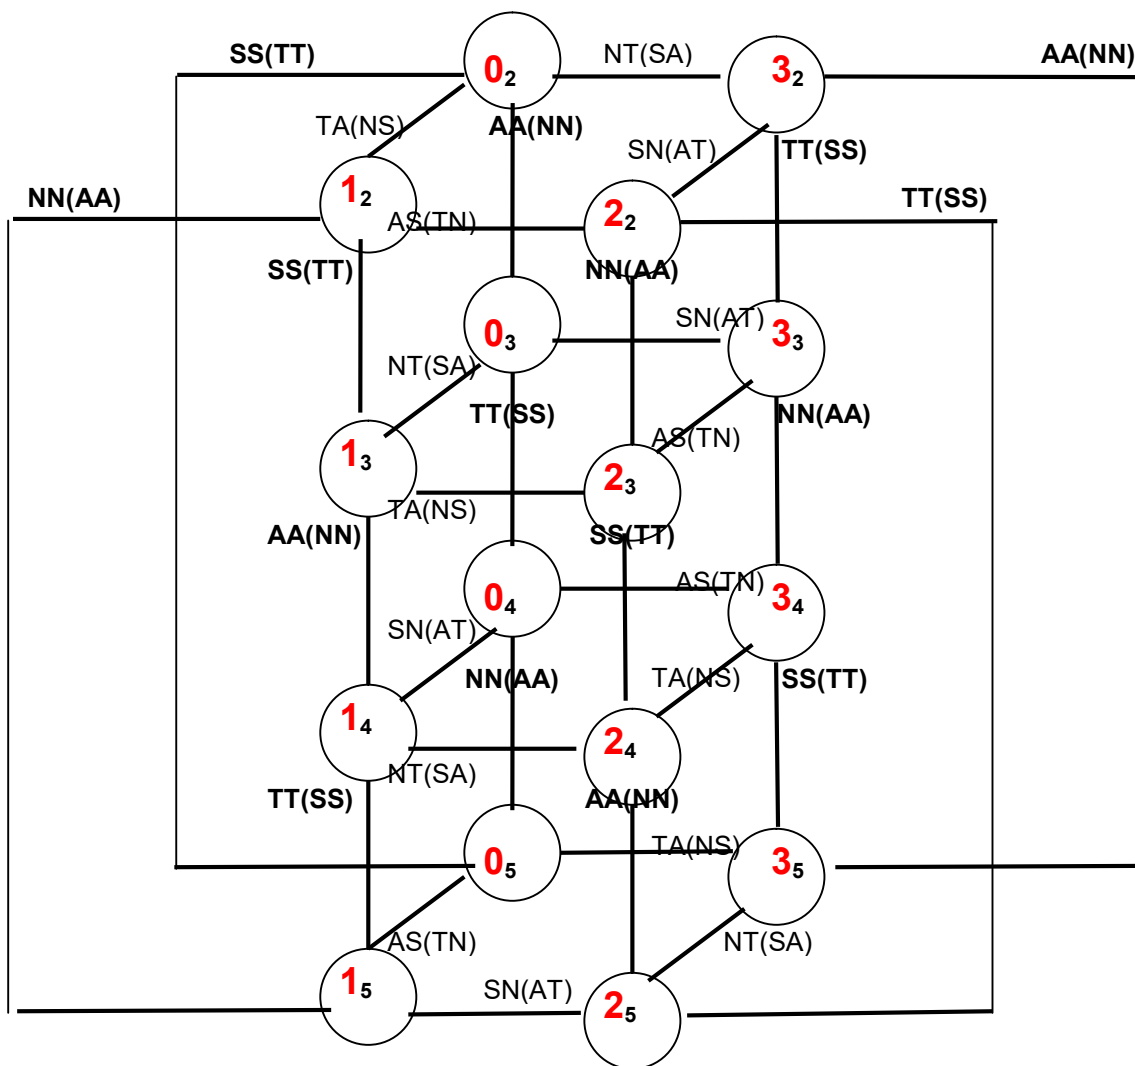 SS(TT) 0₂ NT(SA) 3₂ AA(NN)
TA(NS) AA(NN) SN(AT) TT(SS)
NN(AA) 1₂ AS(TN) 2₂ TT(SS)
SS(TT) NN(AA)
0₃ SN(AT) 3₃
NT(SA) TT(SS) AS(TN) NN(AA)
1₃ TA(NS) 2₃
AA(NN) SS(TT)
0₄ AS(TN) 3₄
SN(AT) NN(AA) TA(NS) SS(TT)
1₄ NT(SA) 2₄
TT(SS) AA(NN)
0₅ TA(NS) 3₅
AS(TN) NT(SA)
1₅ SN(AT) 2₅